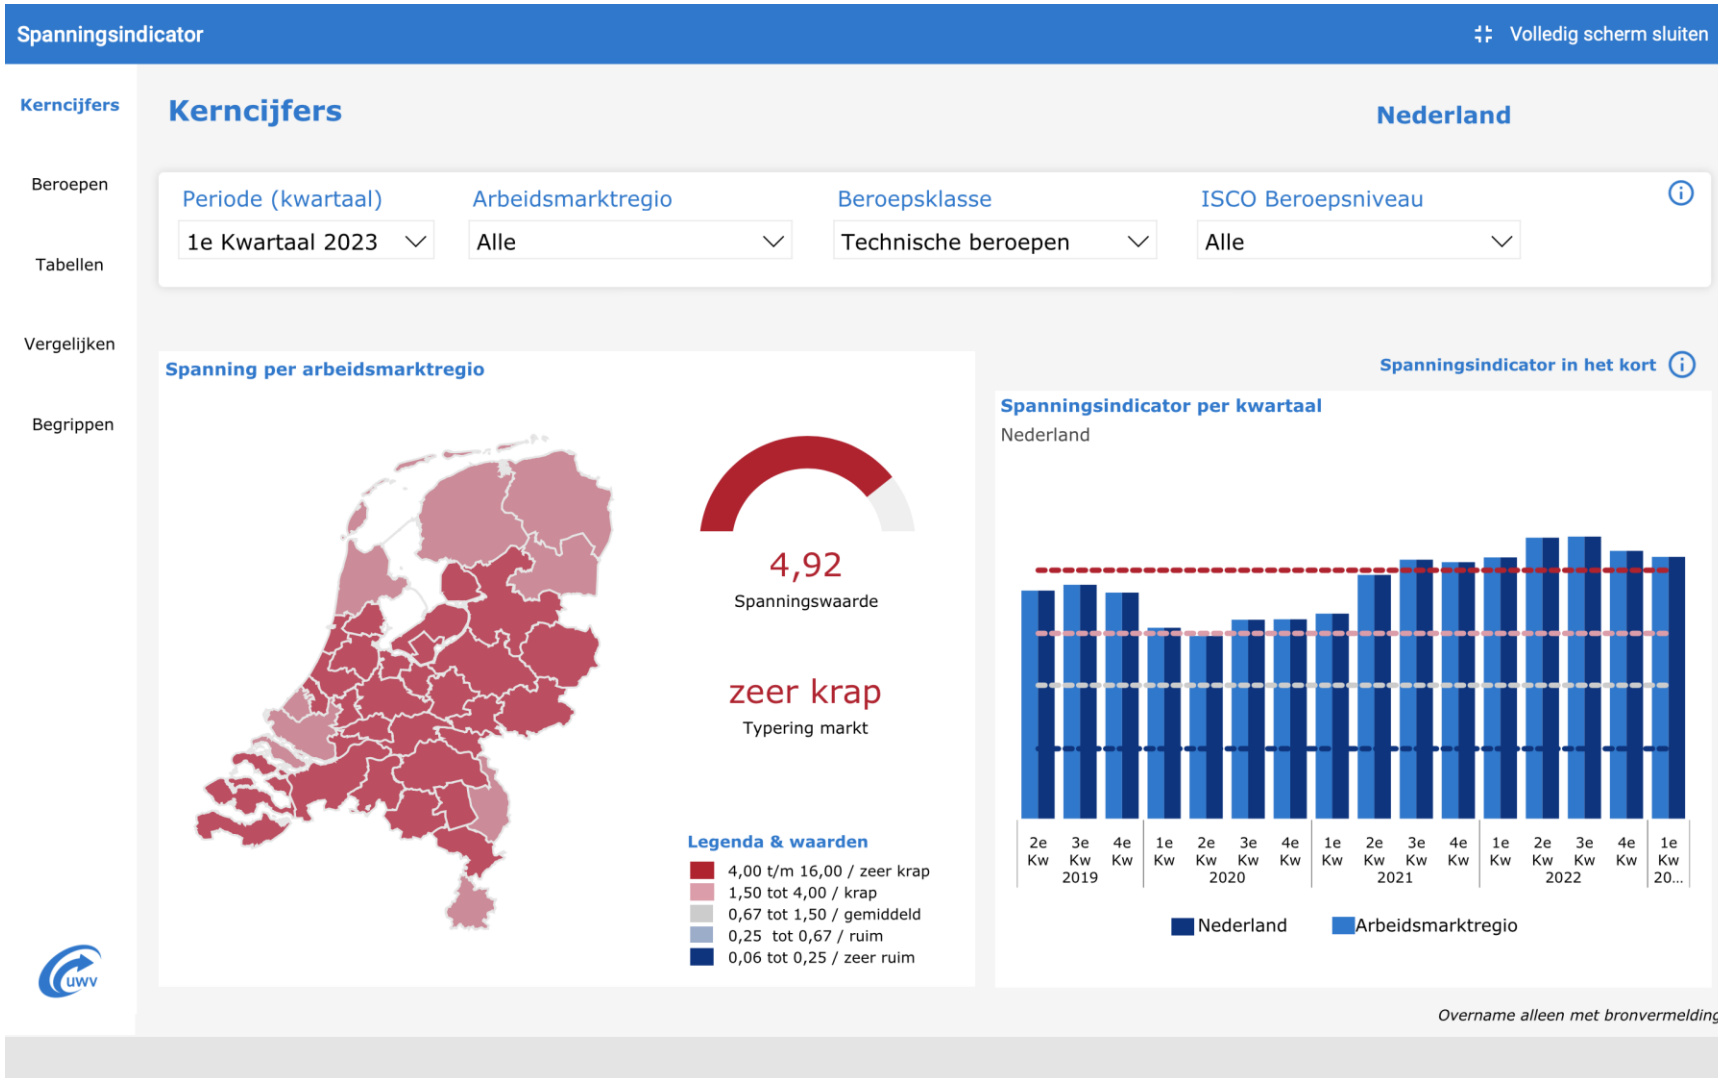 Spanningsindicator
Volledig scherm sluiten
Kerncijfers
Beroepen
Tabellen
Vergelijken
Begrippen
uwv
Kerncijfers
Nederland
Periode (kwartaal)
1e Kwartaal 2023
Arbeidsmarktregio
Alle
Beroepsklasse
Technische beroepen
ISCO Beroepsniveau
Alle
Spanning per arbeidsmarktregio
4,92
Spanningswaarde
zeer krap
Typering markt
Legenda & waarden
4,00 t/m 16,00 / zeer krap
1,50 tot 4,00 / krap
0,67 tot 1,50 / gemiddeld
0,25 tot 0,67 / ruim
0,06 tot 0,25 / zeer ruim
Spanningsindicator in het kort
Spanningsindicator per kwartaal
Nederland
2e 3e 4e 1e 2e 3e 4e 1e 2e 3e 4e 1e 2e 3e 4e 1e
Kw Kw Kw Kw Kw Kw Kw Kw Kw Kw Kw Kw Kw Kw Kw Kw
2019 2020 2021 2022 20...
Nederland Arbeidsmarktregio
Overname alleen met bronvermelding